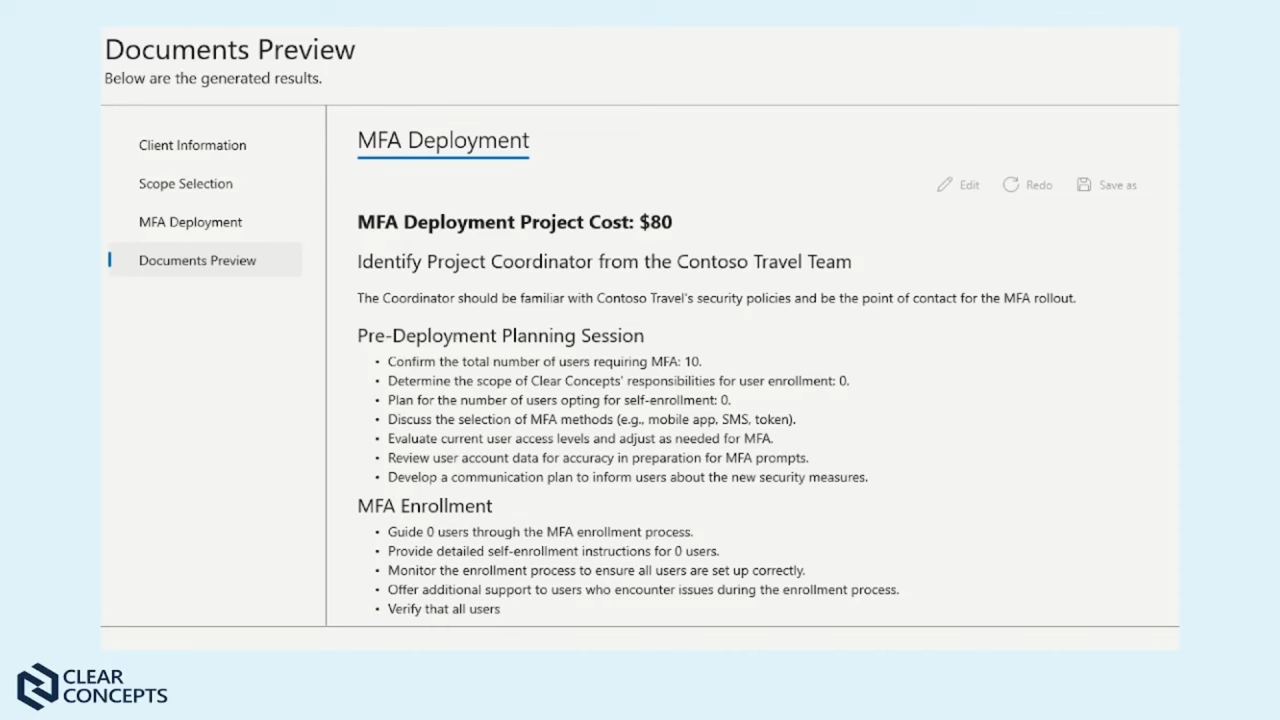 Documents Preview
Below are the generated results.
Client Information
Scope Selection
MFA Deployment
Documents Preview
MFA Deployment
Edit
Redo
Save as
MFA Deployment Project Cost: $80
Identify Project Coordinator from the Contoso Travel Team
The Coordinator should be familiar with Contoso Travel's security policies and be the point of contact for the MFA rollout.
Pre-Deployment Planning Session
• Confirm the total number of users requiring MFA: 10.
• Determine the scope of Clear Concepts' responsibilities for user enrollment: 0.
• Plan for the number of users opting for self-enrollment: 0.
• Discuss the selection of MFA methods (e.g., mobile app, SMS, token).
• Evaluate current user access levels and adjust as needed for MFA.
• Review user account data for accuracy in preparation for MFA prompts.
• Develop a communication plan to inform users about the new security measures.
MFA Enrollment
• Guide 0 users through the MFA enrollment process.
• Provide detailed self-enrollment instructions for 0 users.
• Monitor the enrollment process to ensure all users are set up correctly.
• Offer additional support to users who encounter issues during the enrollment process.
• Verify that all users
CLEAR
CONCEPTS